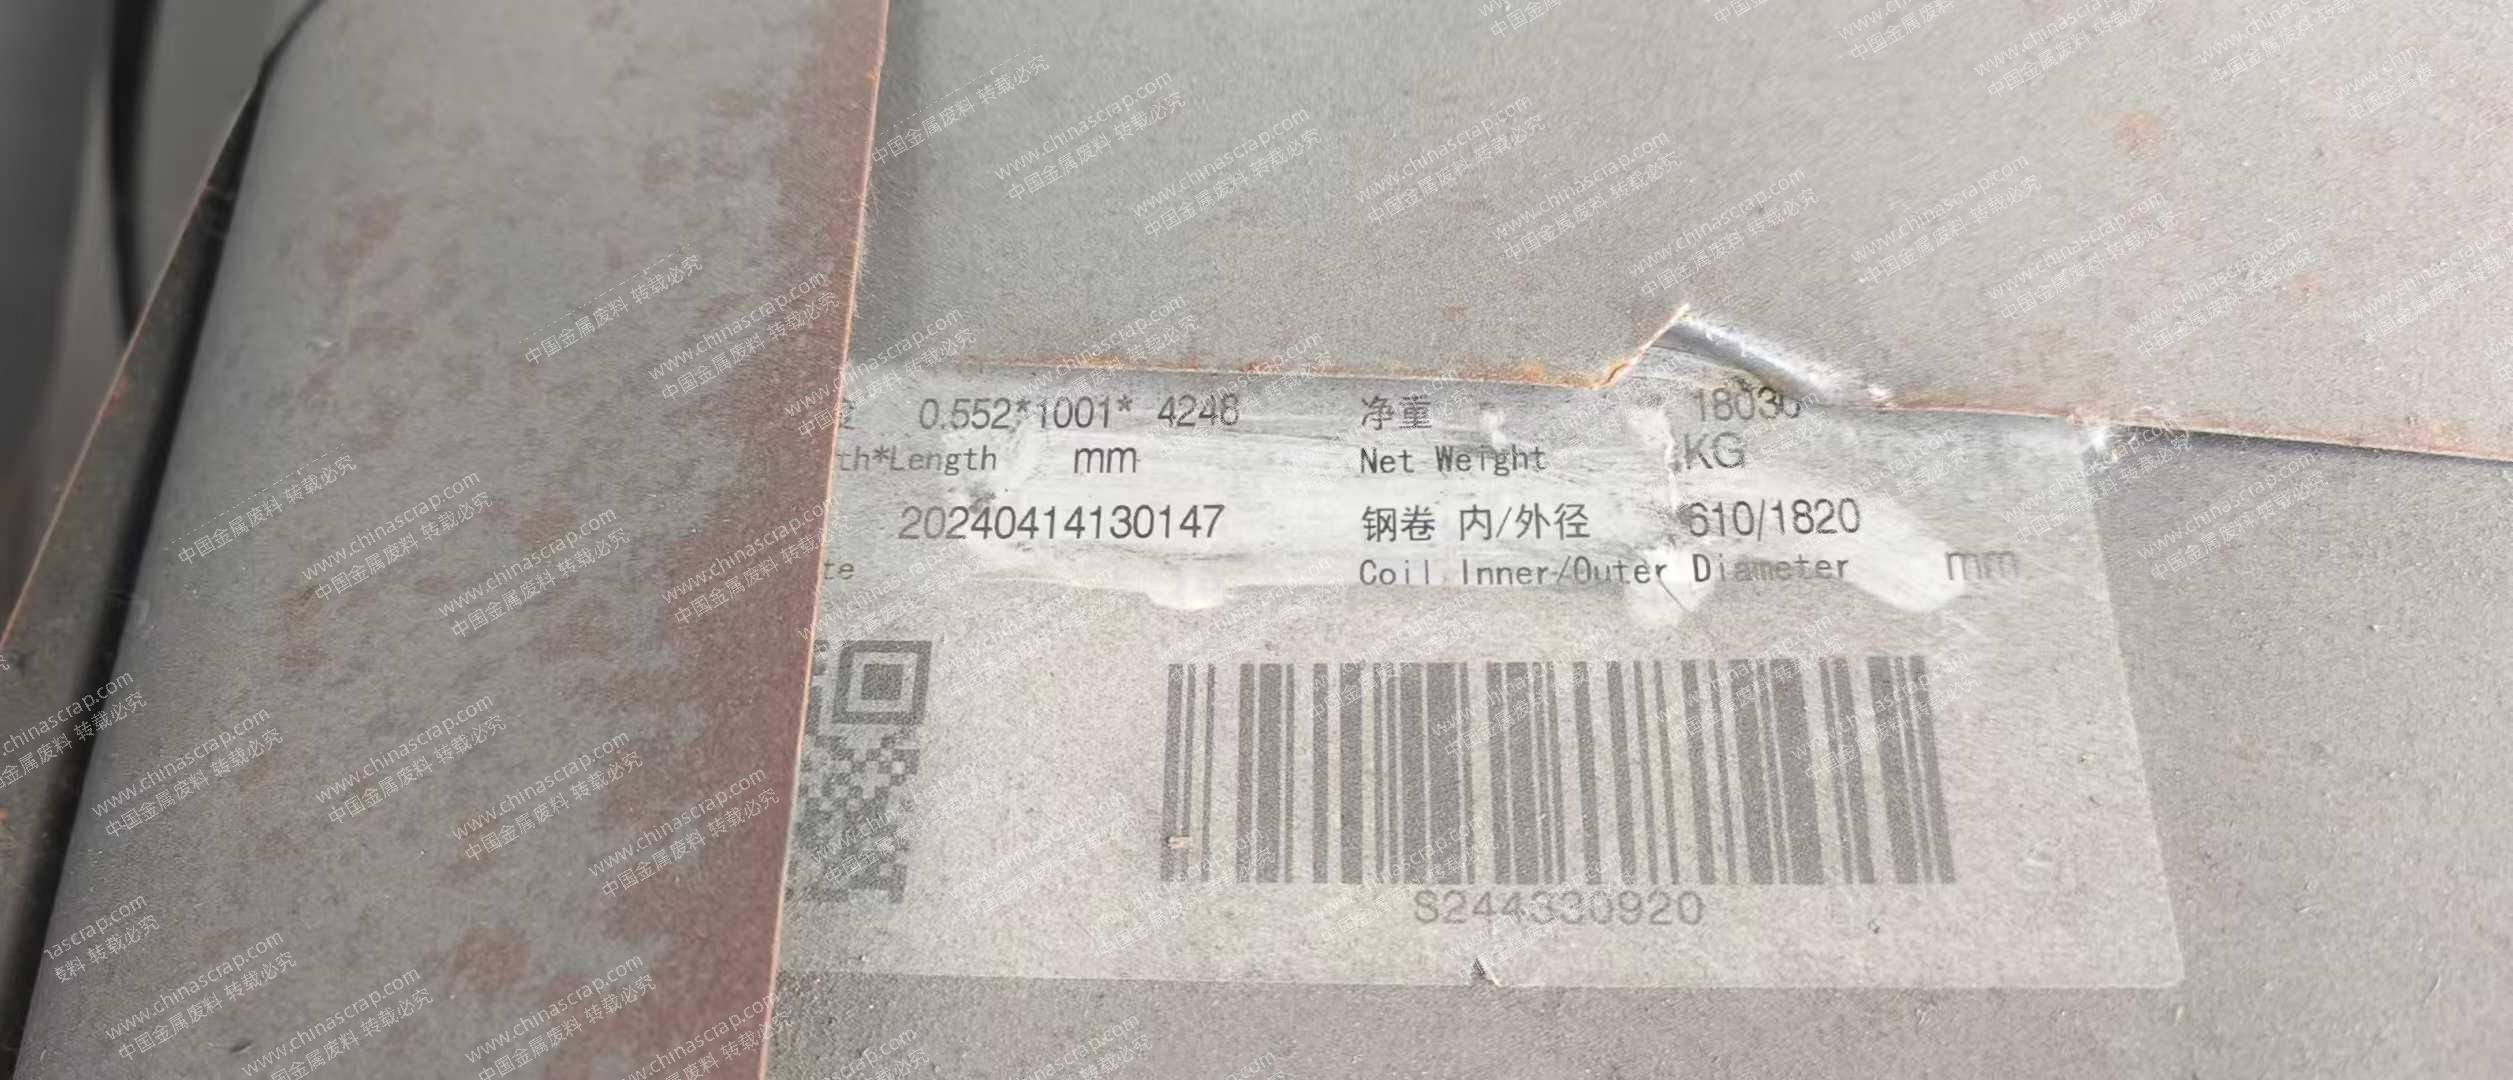 0.552*1001* 4248 净重
th*Length mm Net Weight KG
20240414130147 钢卷 内/外径 610/1820
te Coil Inner/Outer Diameter mm
S244330920
www.chinascrap.com
中国金属废料 转载必究